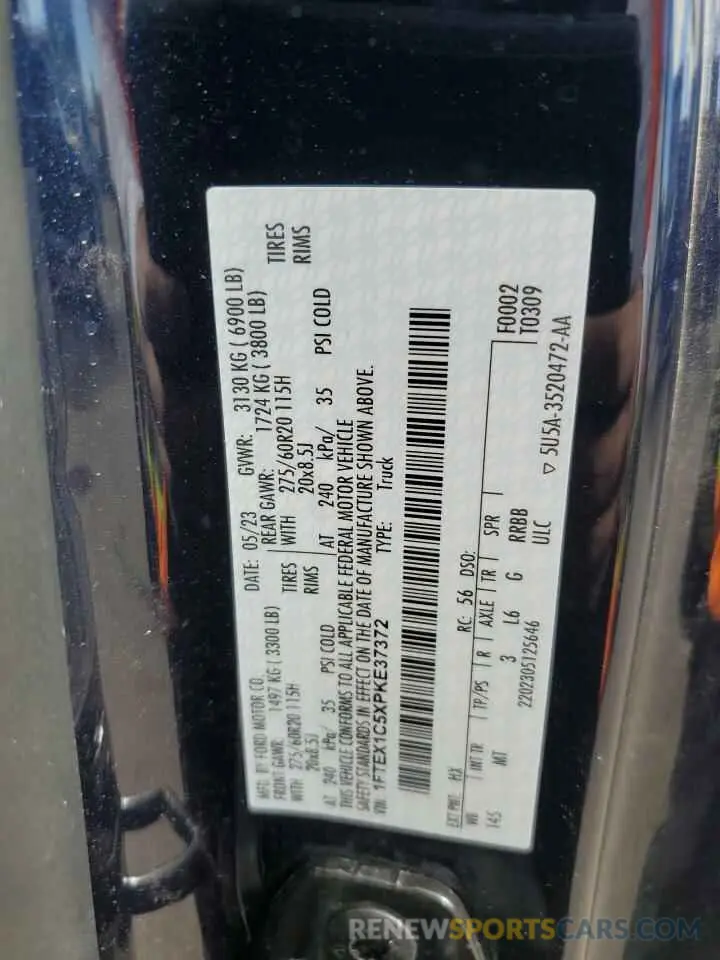 MFG. BY FORD MOTOR CO. DATE: 05/23 GVWR: 3130 KG ( 6900 LB)
FRONT GAWR: 1497 KG ( 3300 LB) REAR GAWR: 1724 KG ( 3800 LB)
WITH 275/60R20 115H TIRES WITH 275/60R20 115H TIRES
20x8.5J RIMS 20x8.5J RIMS
AT 240 kPa/ 35 PSI COLD AT 240 kPa/ 35 PSI COLD
THIS VEHICLE CONFORMS TO ALL APPLICABLE FEDERAL MOTOR VEHICLE
SAFETY STANDARDS IN EFFECT ON THE DATE OF MANUFACTURE SHOWN ABOVE.
VIN: 1FTEX1C5XPKE37372 TYPE: Truck
EXT PNT: HX RC: 56 DSO:
WB INT TR TP/PS R AXLE TR SPR F0002
145 MT 3 L6 G RRBB T0309
2202305125646 ULC
▽ 5U5A-3520472-AA
RENEWSPORTSCARS.COM